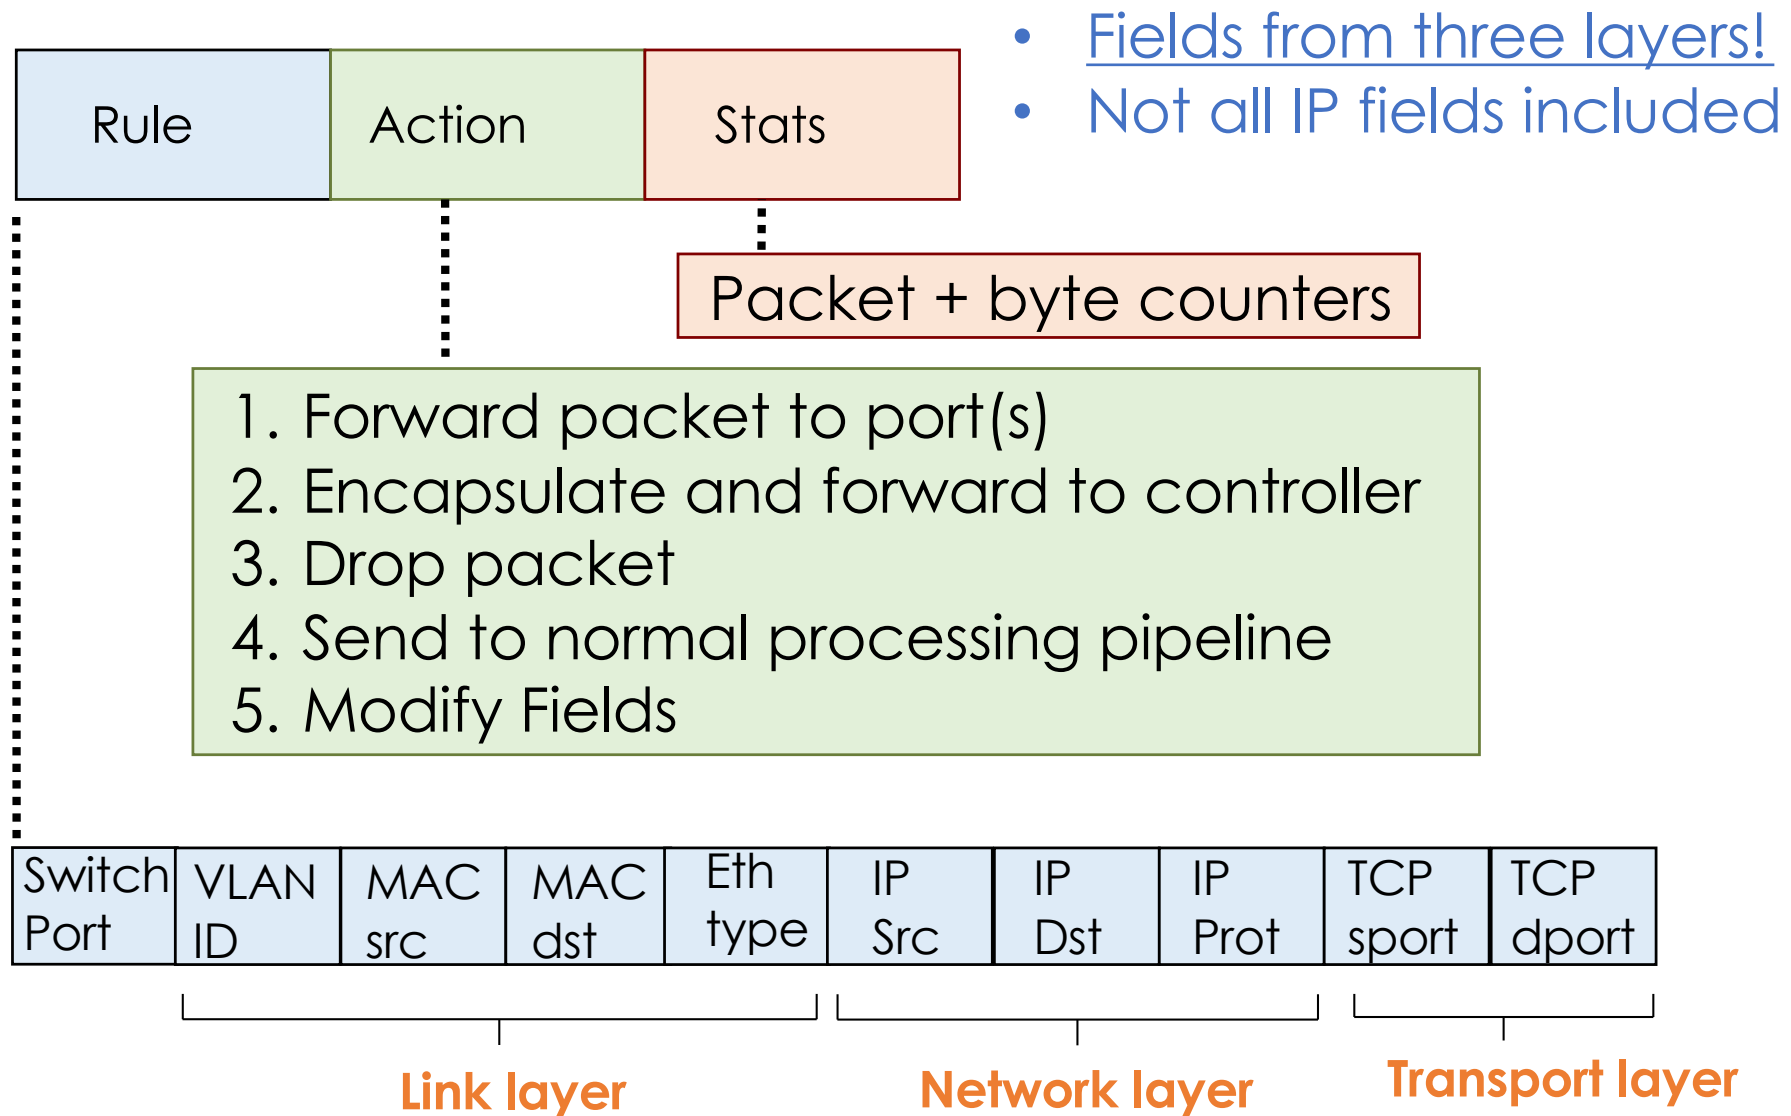 • Fields from three layers!
• Not all IP fields included
Rule
Action
Stats
Packet + byte counters
1. Forward packet to port(s)
2. Encapsulate and forward to controller
3. Drop packet
4. Send to normal processing pipeline
5. Modify Fields
Switch
Port
VLAN
ID
MAC
src
MAC
dst
Eth
type
IP
Src
IP
Dst
IP
Prot
TCP
sport
TCP
dport
Link layer
Network layer
Transport layer